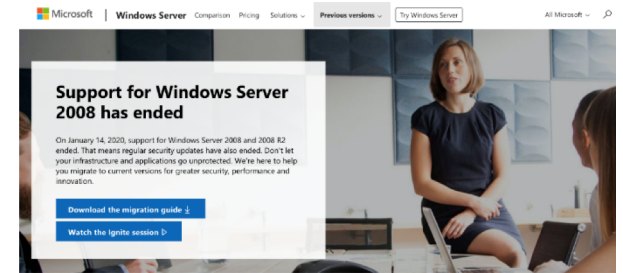 Microsoft Windows Server Comparison Pricing Solutions Previous versions Try Windows Server All Microsoft
Support for Windows Server
2008 has ended
On January 14, 2020, support for Windows Server 2008 and 2008 R2
ended. That means regular security updates have also ended. Don't let
your infrastructure and applications go unprotected. We're here to help
you migrate to current versions for greater security, performance and
innovation.
Download the migration guide
Watch the Ignite session